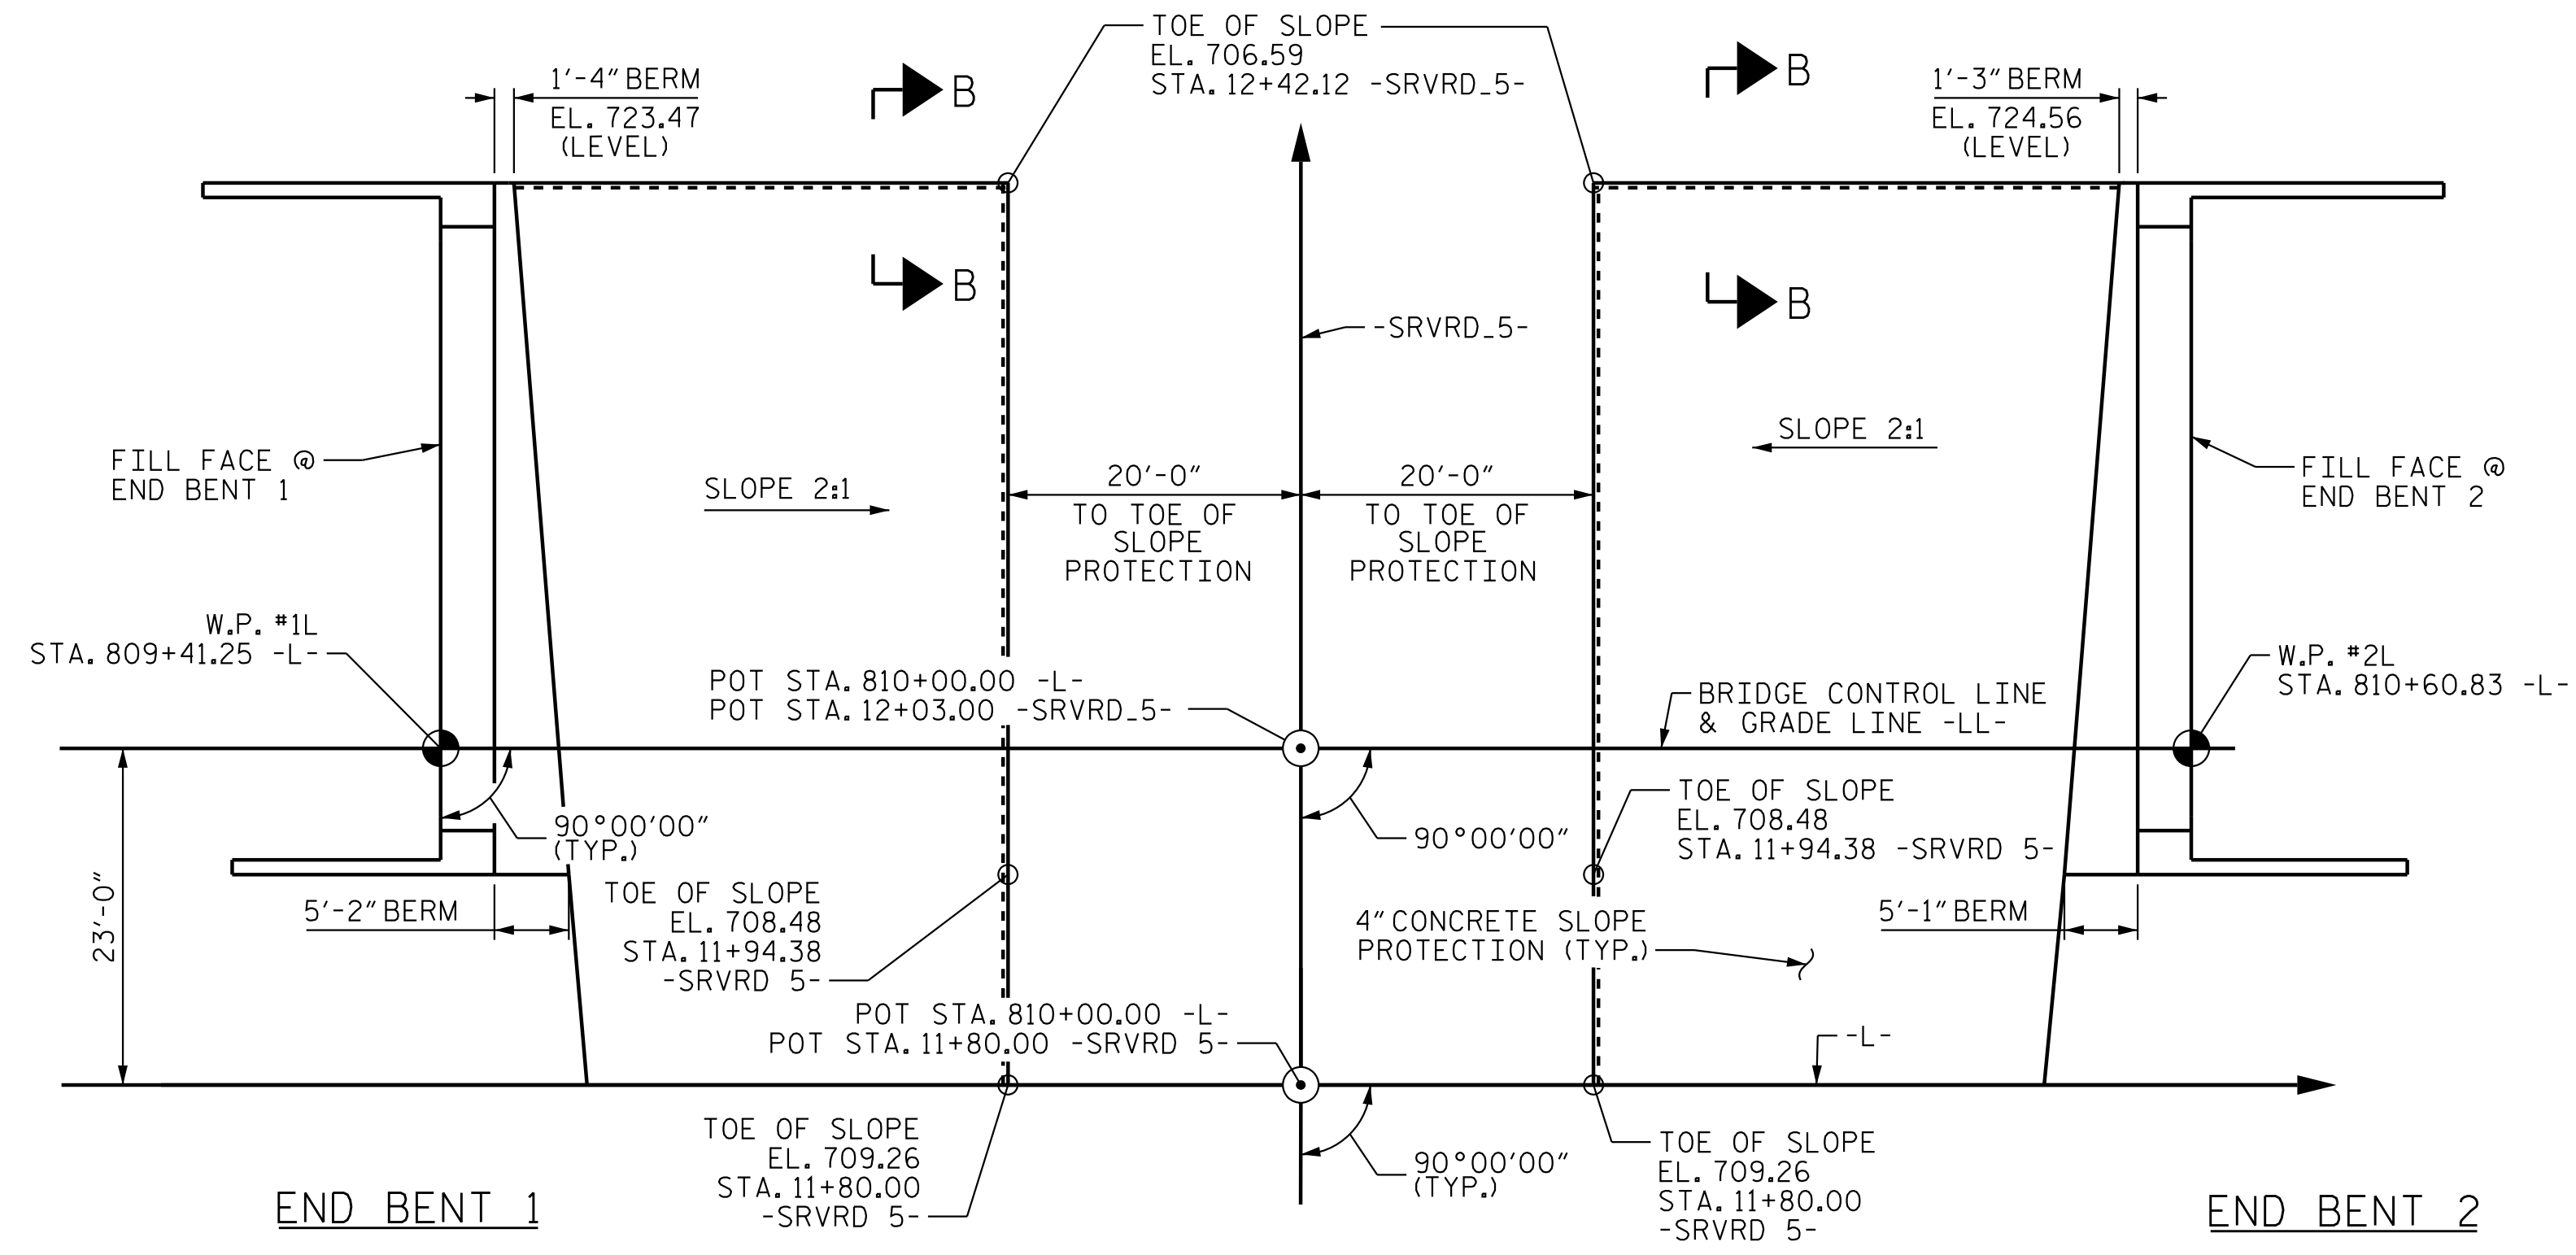 TOE OF SLOPE
EL. 706.59
STA. 12+42.12 -SRVRD_5-
1'-4" BERM
EL. 723.47
(LEVEL)
B
B
1'-3" BERM
EL. 724.56
(LEVEL)
B
B
-SRVRD_5-
SLOPE 2:1
SLOPE 2:1
FILL FACE @
END BENT 1
20'-0"
TO TOE OF
SLOPE
PROTECTION
20'-0"
TO TOE OF
SLOPE
PROTECTION
FILL FACE @
END BENT 2
W.P. #1L
STA. 809+41.25 -L-
POT STA. 810+00.00 -L-
POT STA. 12+03.00 -SRVRD_5-
BRIDGE CONTROL LINE
& GRADE LINE -LL-
W.P. #2L
STA. 810+60.83 -L-
90°00'00"
(TYP.)
90°00'00"
TOE OF SLOPE
EL. 708.48
STA. 11+94.38 -SRVRD 5-
23'-0"
5'-2" BERM
TOE OF SLOPE
EL. 708.48
STA. 11+94.38
-SRVRD 5-
4" CONCRETE SLOPE
PROTECTION (TYP.)
5'-1" BERM
POT STA. 810+00.00 -L-
POT STA. 11+80.00 -SRVRD 5-
-L-
TOE OF SLOPE
EL. 709.26
STA. 11+80.00
-SRVRD 5-
90°00'00"
(TYP.)
TOE OF SLOPE
EL. 709.26
STA. 11+80.00
-SRVRD 5-
END BENT 1
END BENT 2